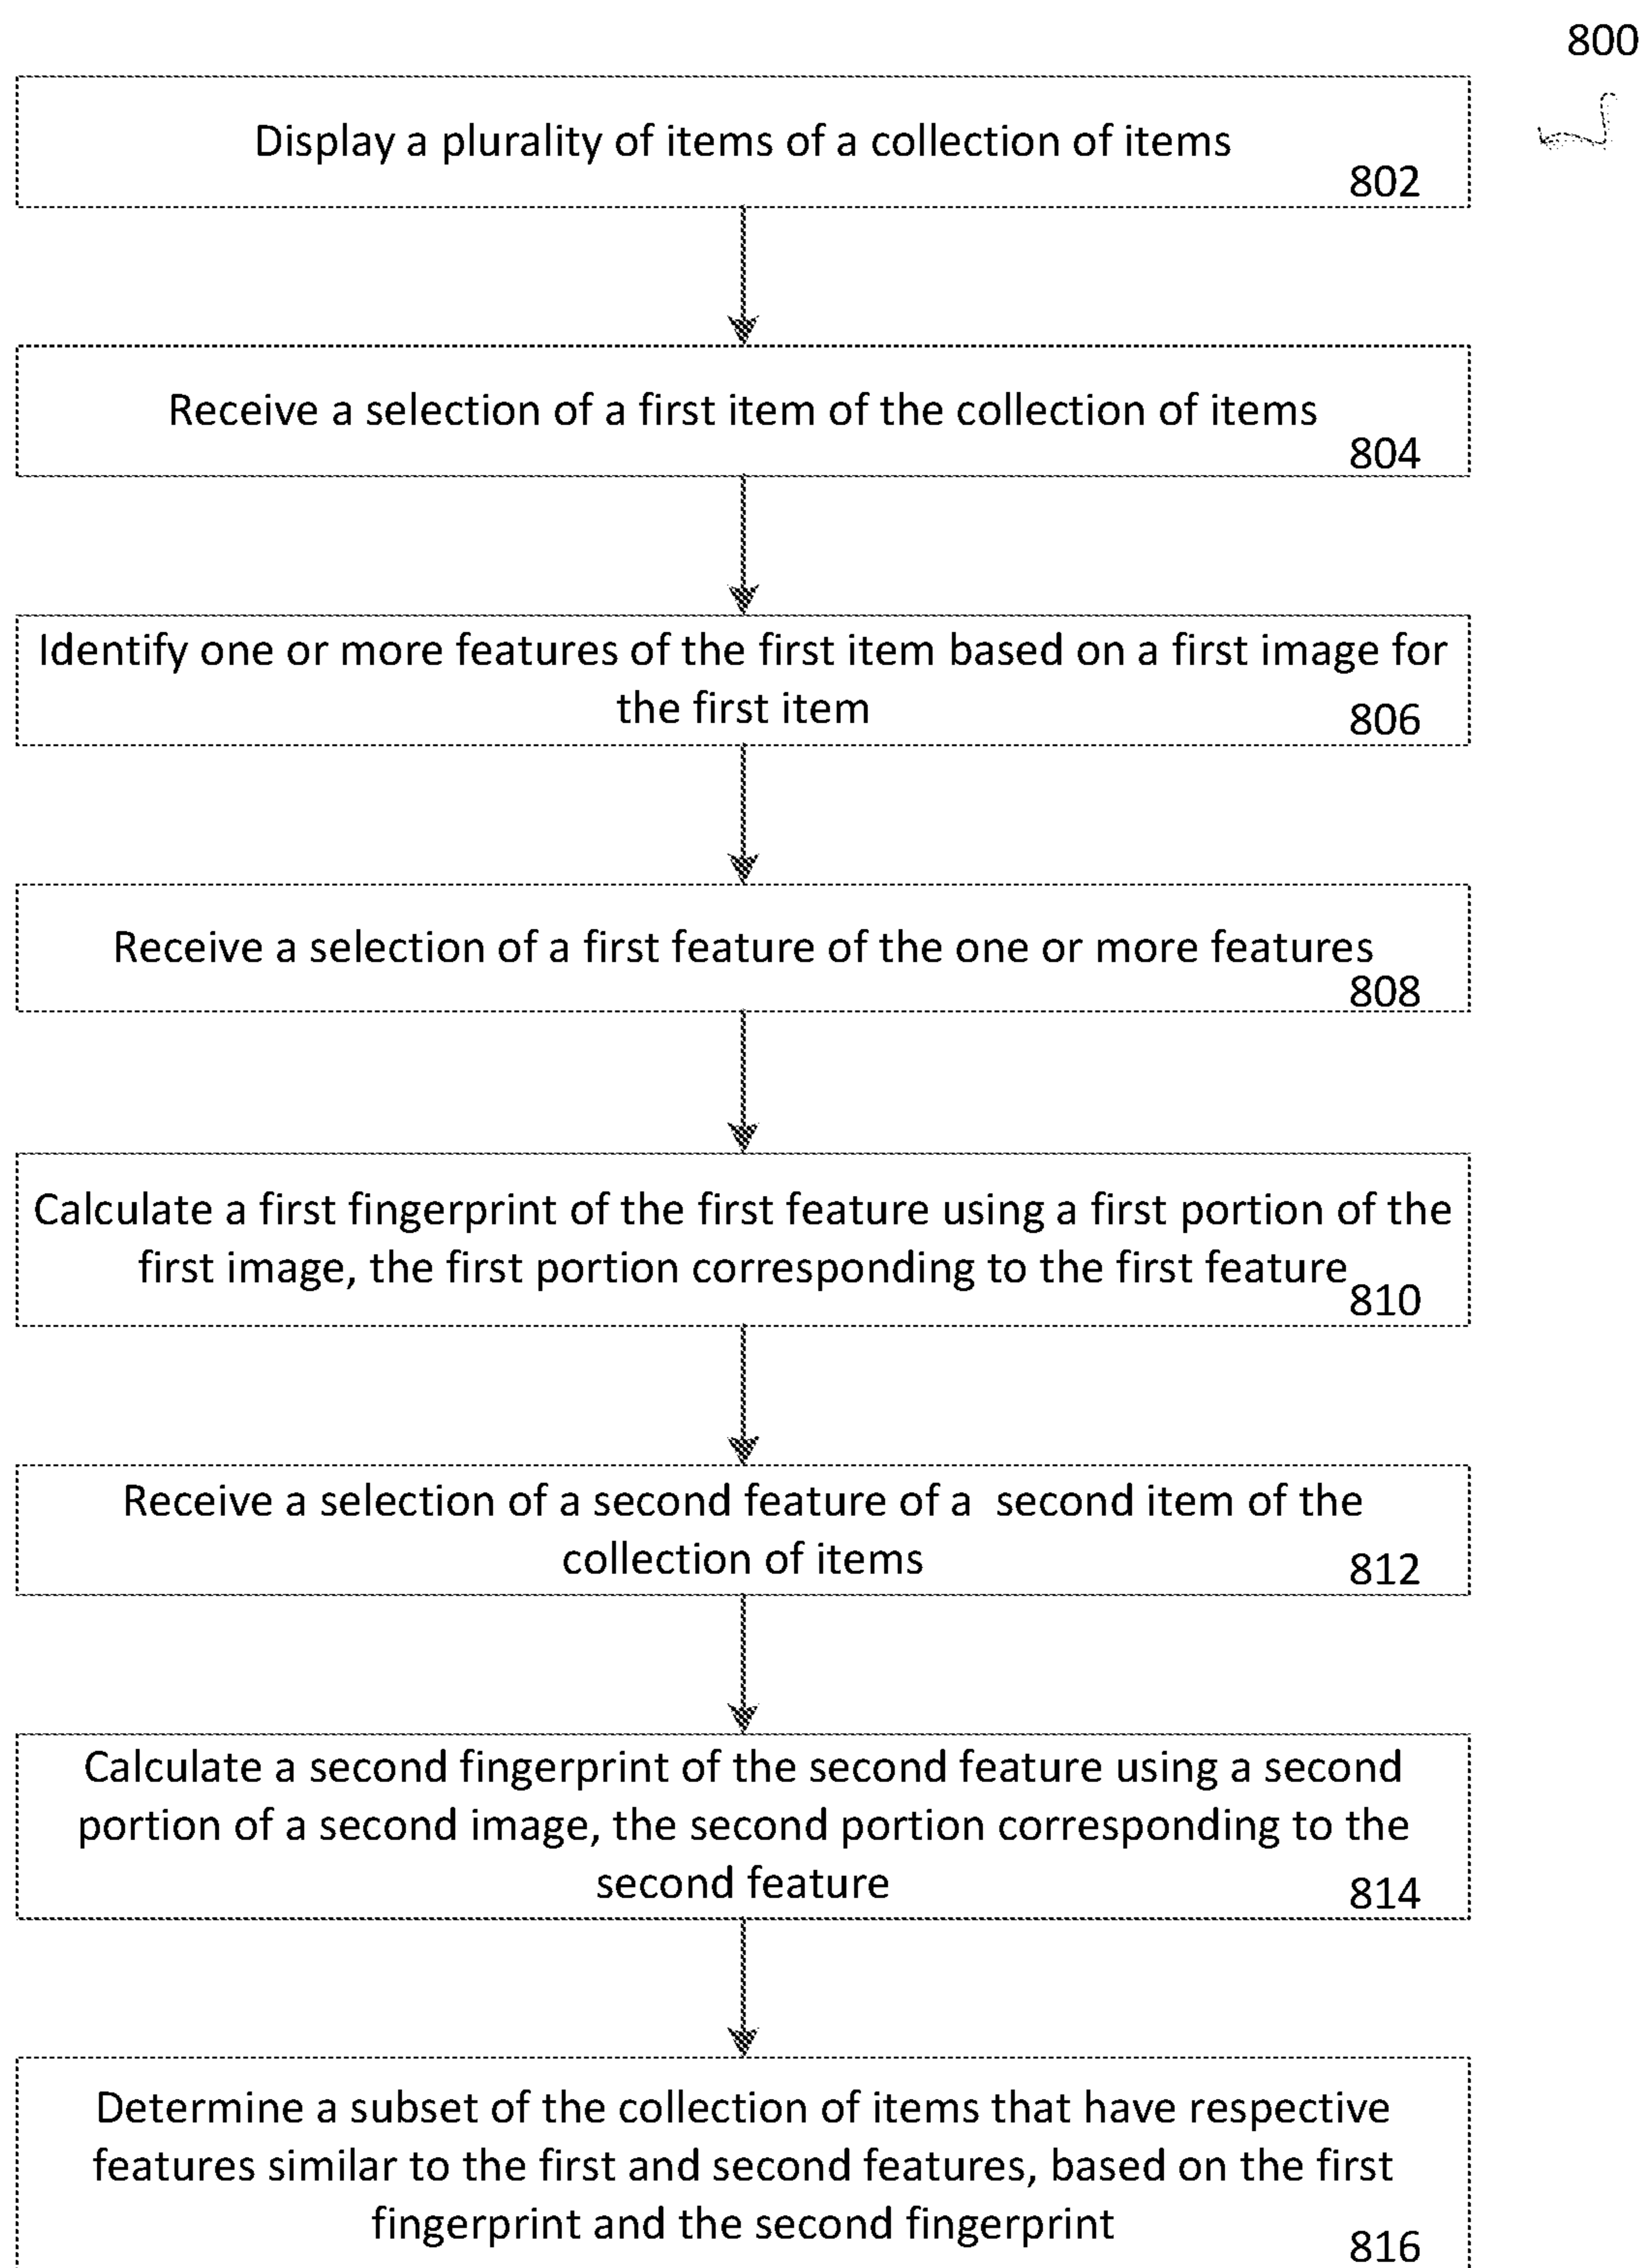 800
Display a plurality of items of a collection of items
802
Receive a selection of a first item of the collection of items
804
Identify one or more features of the first item based on a first image for
the first item
806
Receive a selection of a first feature of the one or more features
808
Calculate a first fingerprint of the first feature using a first portion of the
first image, the first portion corresponding to the first feature
810
Receive a selection of a second feature of a second item of the
collection of items
812
Calculate a second fingerprint of the second feature using a second
portion of a second image, the second portion corresponding to the
second feature
814
Determine a subset of the collection of items that have respective
features similar to the first and second features, based on the first
fingerprint and the second fingerprint
816